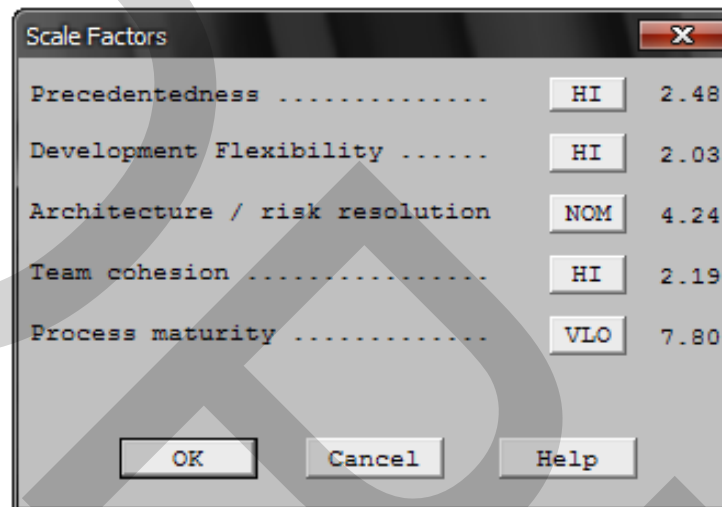 Scale Factors
Precedentedness .............. HI 2.48
Development Flexibility ...... HI 2.03
Architecture / risk resolution NOM 4.24
Team cohesion ................ HI 2.19
Process maturity ............. VLO 7.80
OK Cancel Help